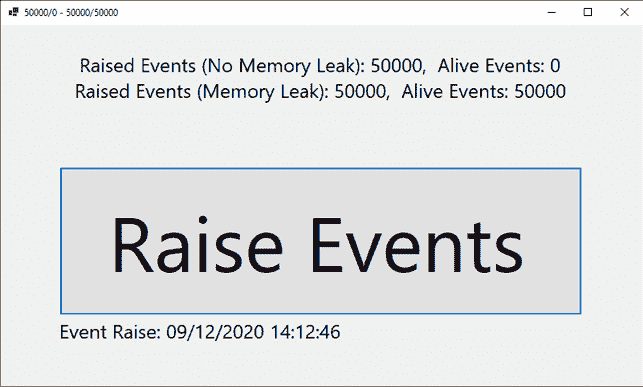 50000/0 - 50000/50000
Raised Events (No Memory Leak): 50000, Alive Events: 0
Raised Events (Memory Leak): 50000, Alive Events: 50000
Raise Events
Event Raise: 09/12/2020 14:12:46